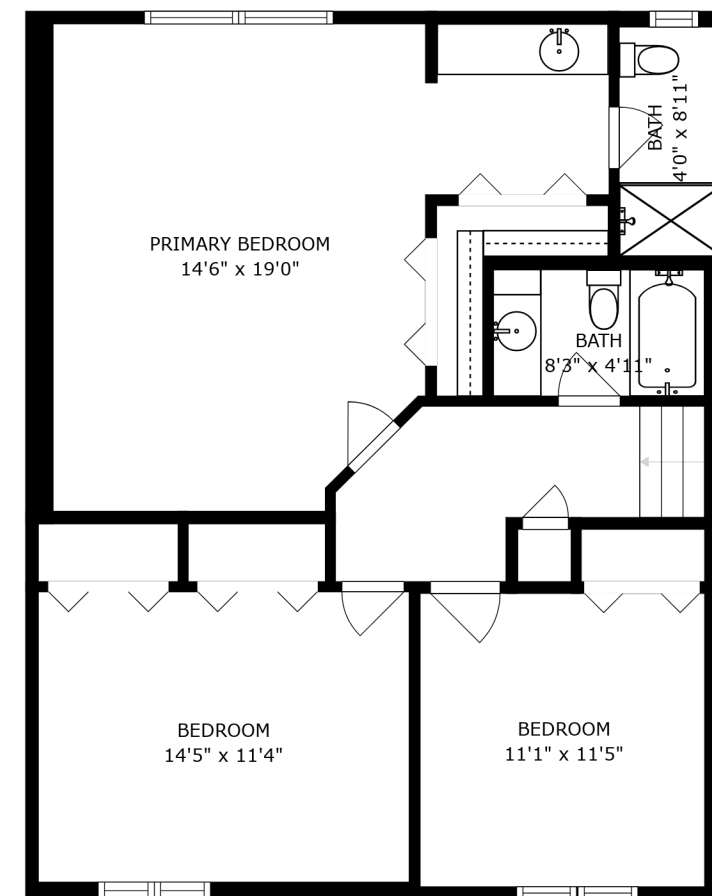 BATH
4'0" x 8'11"
PRIMARY BEDROOM
14'6" x 19'0"
BATH
8'3" x 4'11"
BEDROOM
14'5" x 11'4"
BEDROOM
11'1" x 11'5"